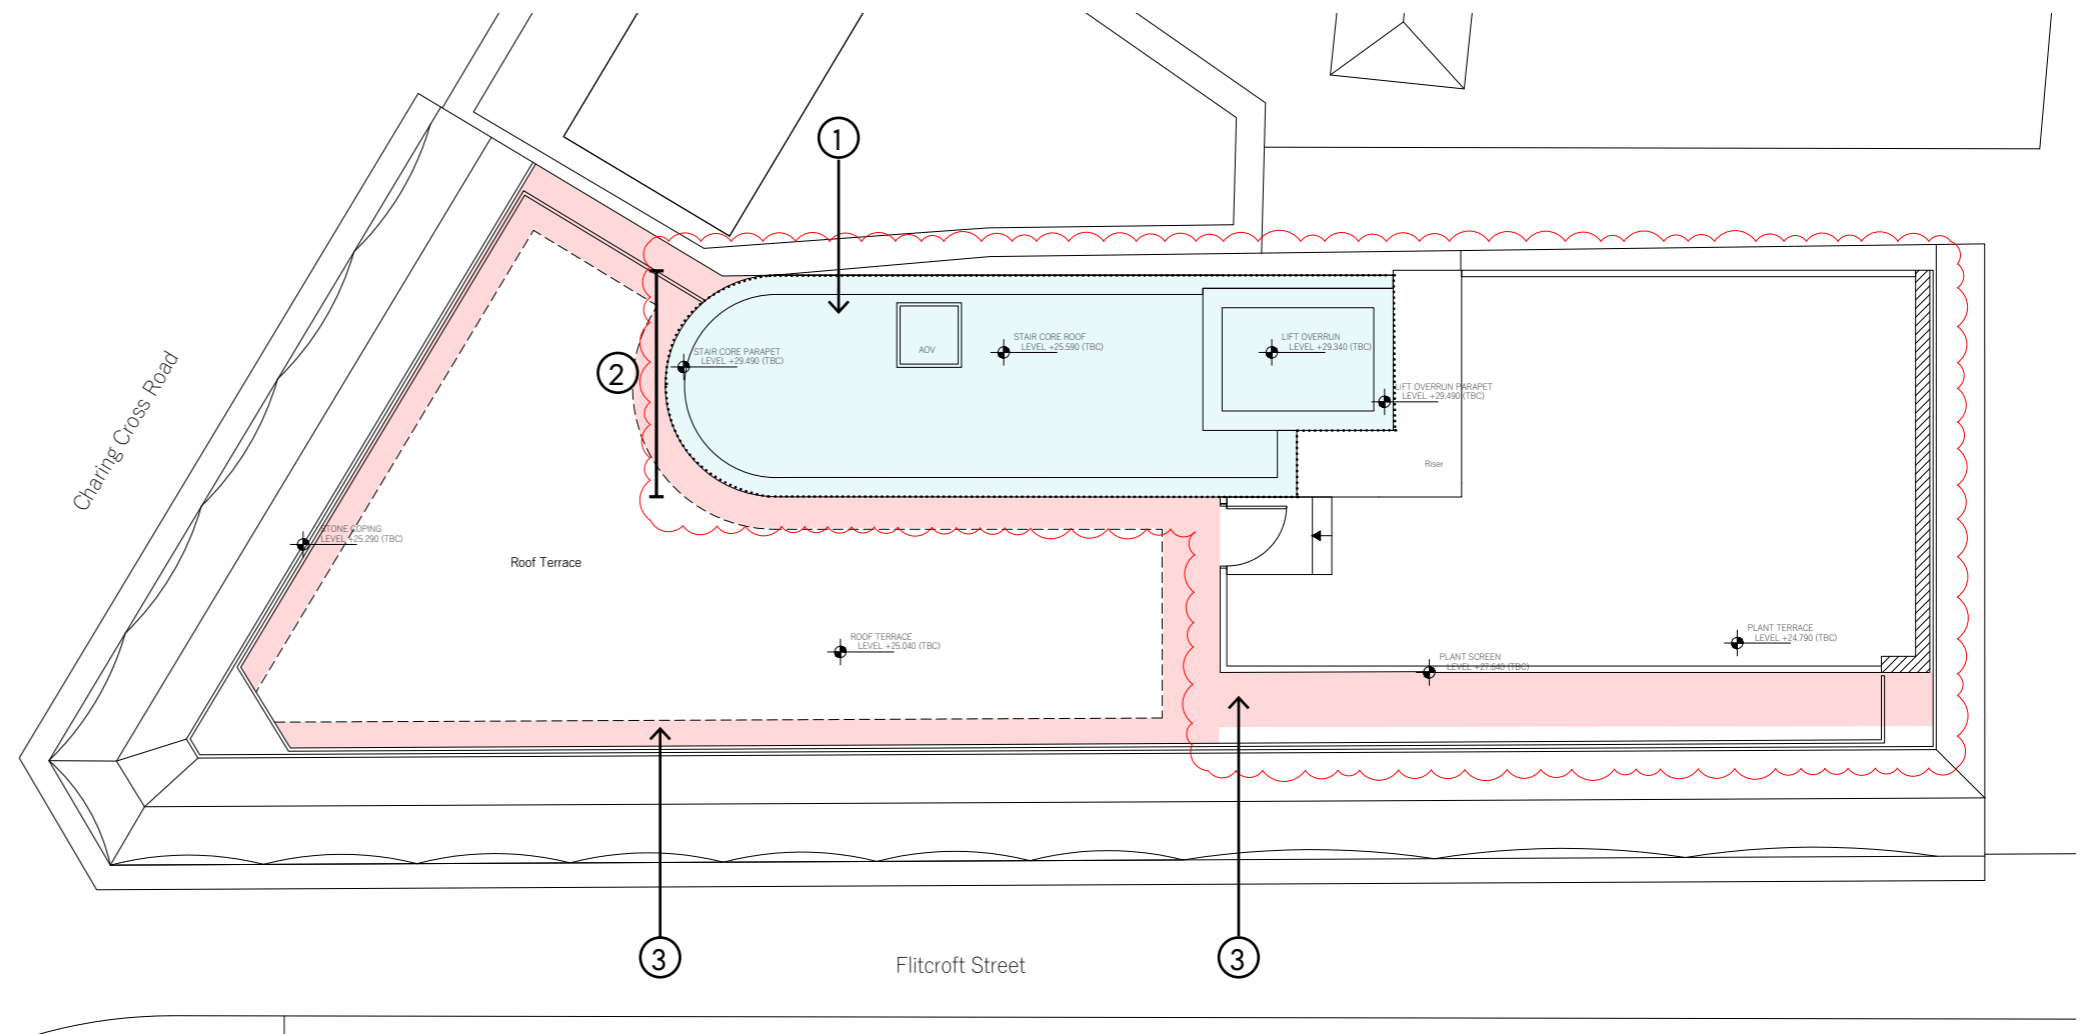 1
STAIR CORE PARAPET
LEVEL +29.490 (TBC)
AOV
STAIR CORE ROOF
LEVEL +25.590 (TBC)
LIFT OVERRUN
LEVEL +29.340 (TBC)
2
LIFT OVERRUN PARAPET
LEVEL +29.490 (TBC)
Charing Cross Road
Riser
STONE COPING
LEVEL +25.290 (TBC)
Roof Terrace
ROOF TERRACE
LEVEL +25.040 (TBC)
PLANT TERRACE
LEVEL +24.790 (TBC)
PLANT SCREEN
LEVEL +27.640 (TBC)
3
3
Flitcroft Street